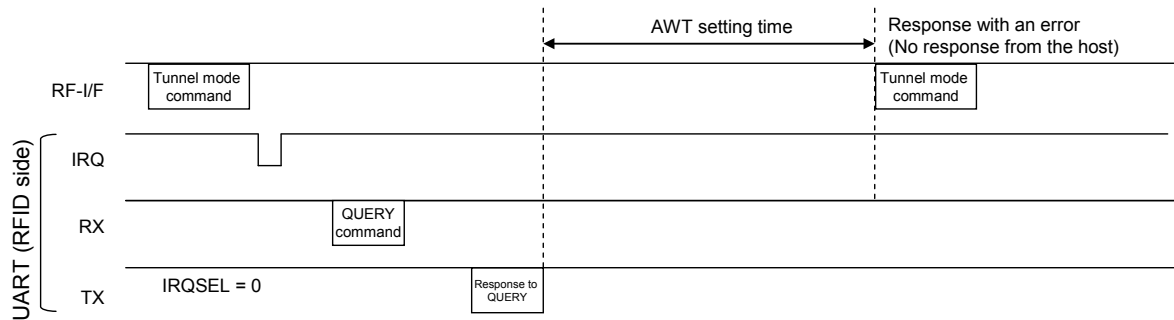 AWT setting time
Response with an error
(No response from the host)
RF-I/F
Tunnel mode
command
Tunnel mode
command
UART (RFID side)
IRQ
RX
QUERY
command
TX
IRQSEL = 0
Response to
QUERY